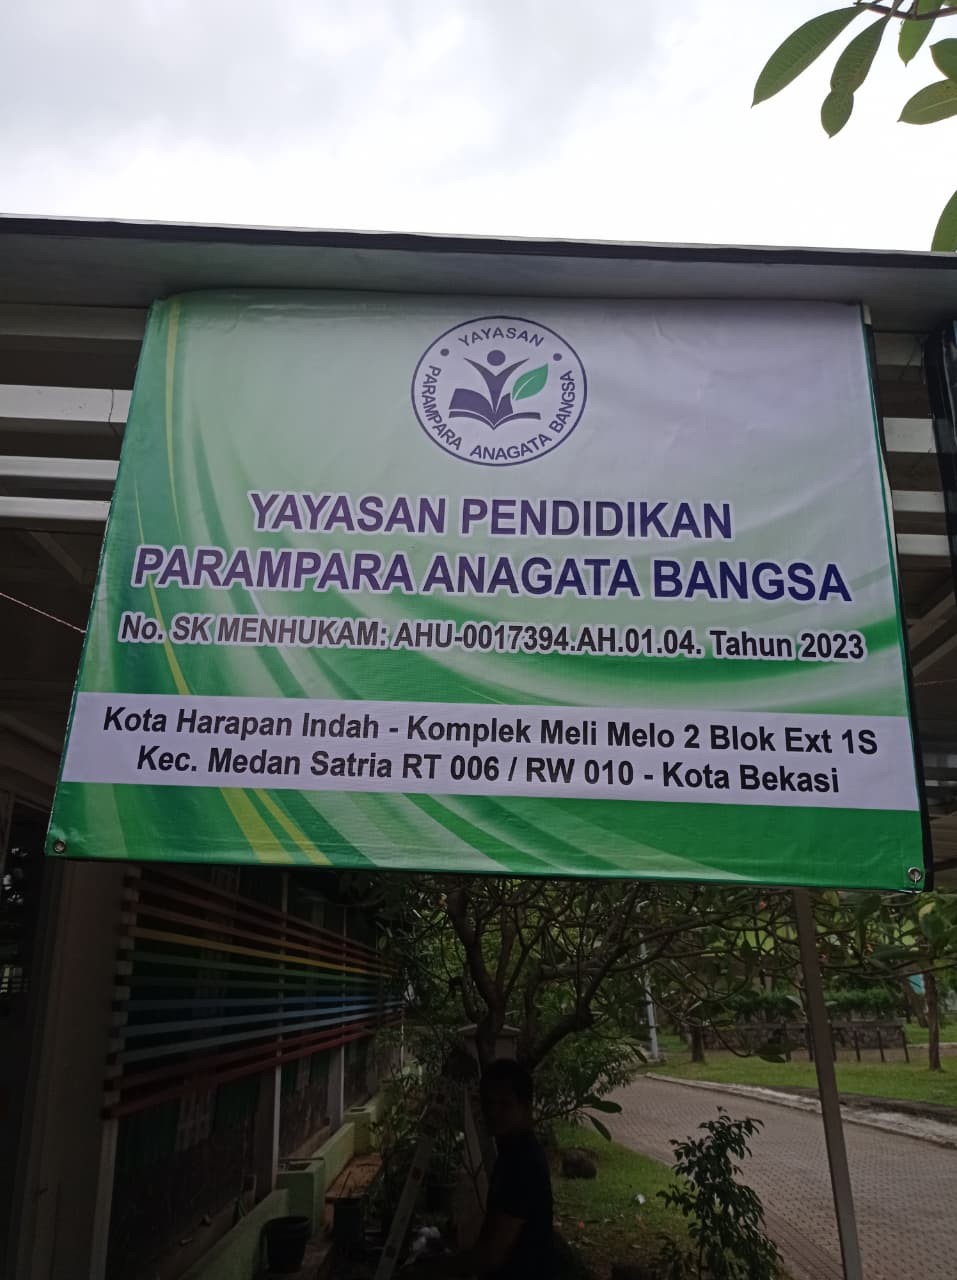 YAYASAN
PARAMPARA ANAGATA BANGSA
YAYASAN PENDIDIKAN
PARAMPARA ANAGATA BANGSA
No. SK MENHUKAM: AHU-0017394.AH.01.04. Tahun 2023
Kota Harapan Indah - Komplek Meli Melo 2 Blok Ext 1S
Kec. Medan Satria RT 006 / RW 010 - Kota Bekasi